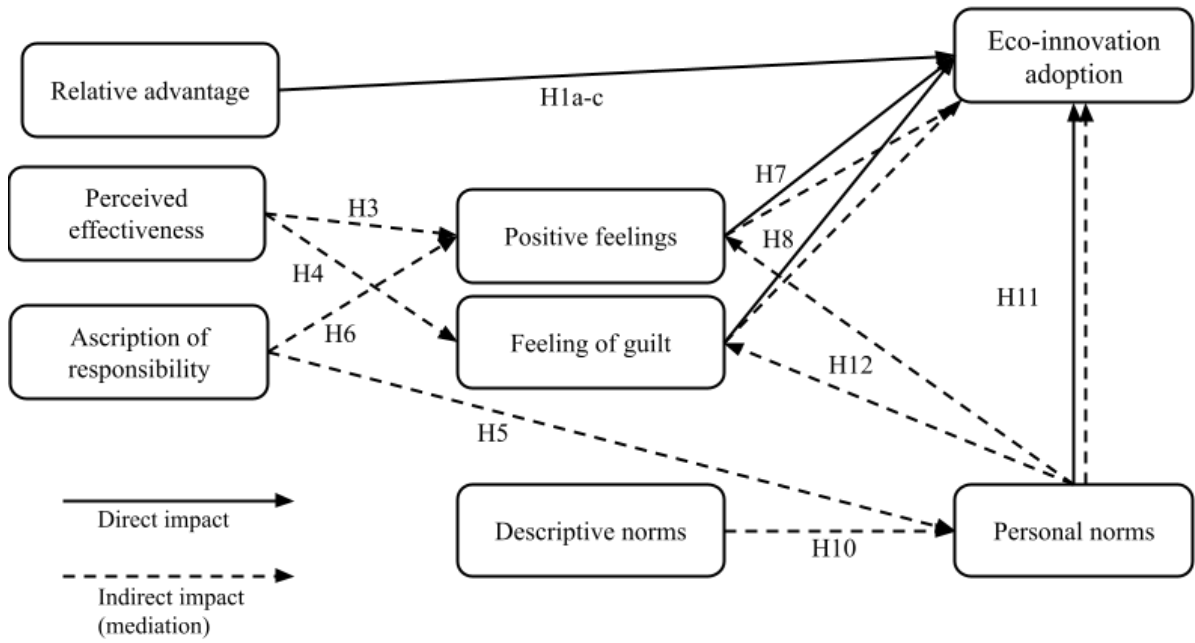 Eco-innovation
adoption
Relative advantage
H1a-c
Perceived
effectiveness
H3
H7
Positive feelings
H8
H4
H11
Ascription of
responsibility
H6
Feeling of guilt
H12
H5
Direct impact
Descriptive norms
H10
Personal norms
Indirect impact
(mediation)